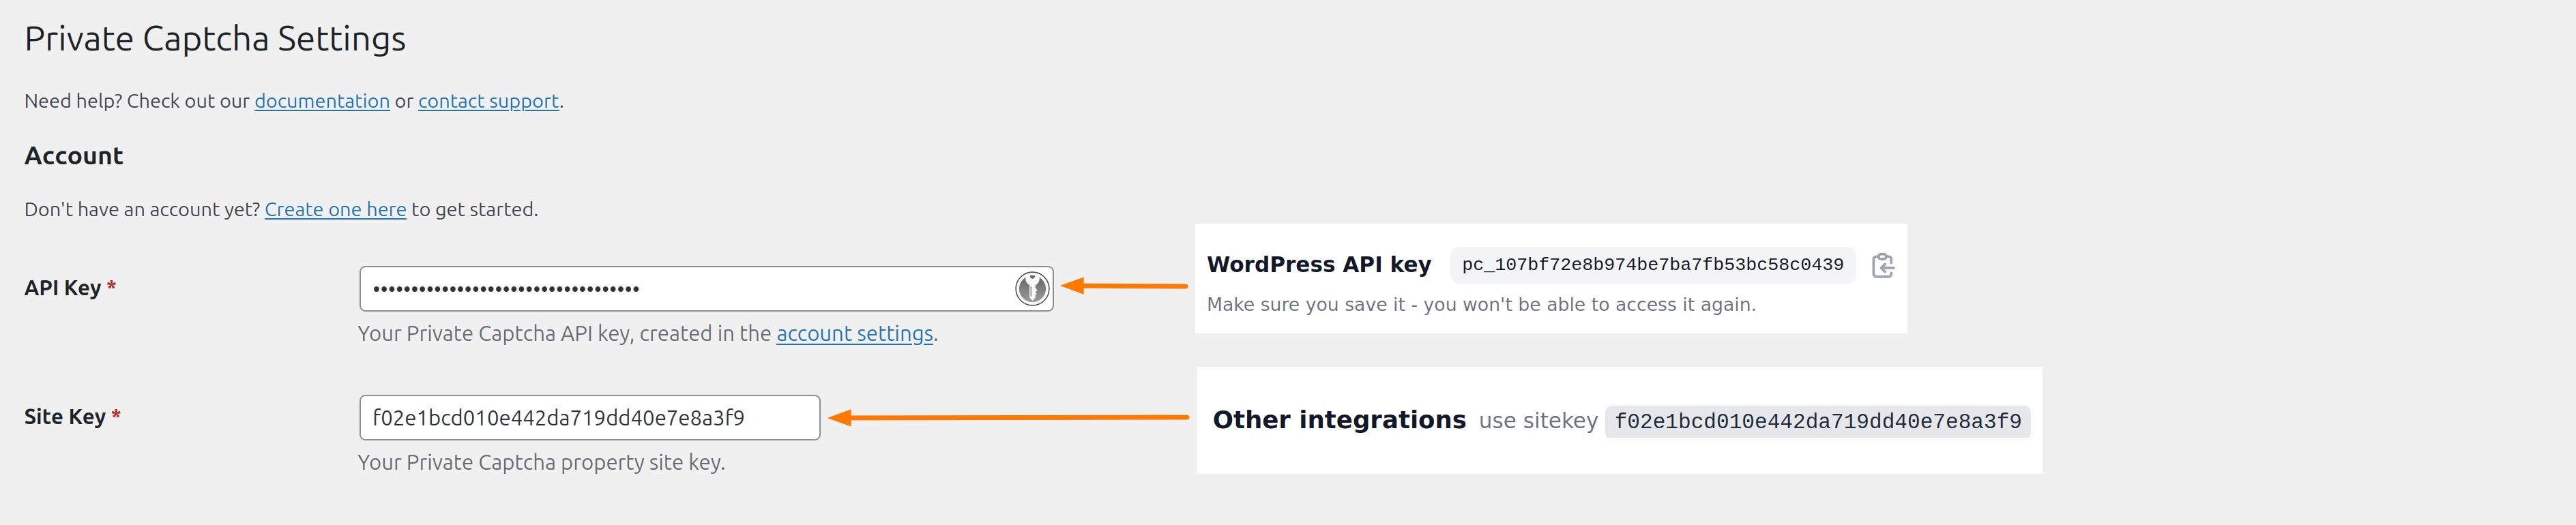 Private Captcha Settings
Need help? Check out our documentation or contact support.
Account
Don't have an account yet? Create one here to get started.
API Key *
••••••••••••••••••••••••••••••••••••
Your Private Captcha API key, created in the account settings.
WordPress API key pc_107bf72e8b974be7ba7fb53bc58c0439
Make sure you save it - you won't be able to access it again.
Site Key *
f02e1bcd010e442da719dd40e7e8a3f9
Your Private Captcha property site key.
Other integrations use sitekey f02e1bcd010e442da719dd40e7e8a3f9